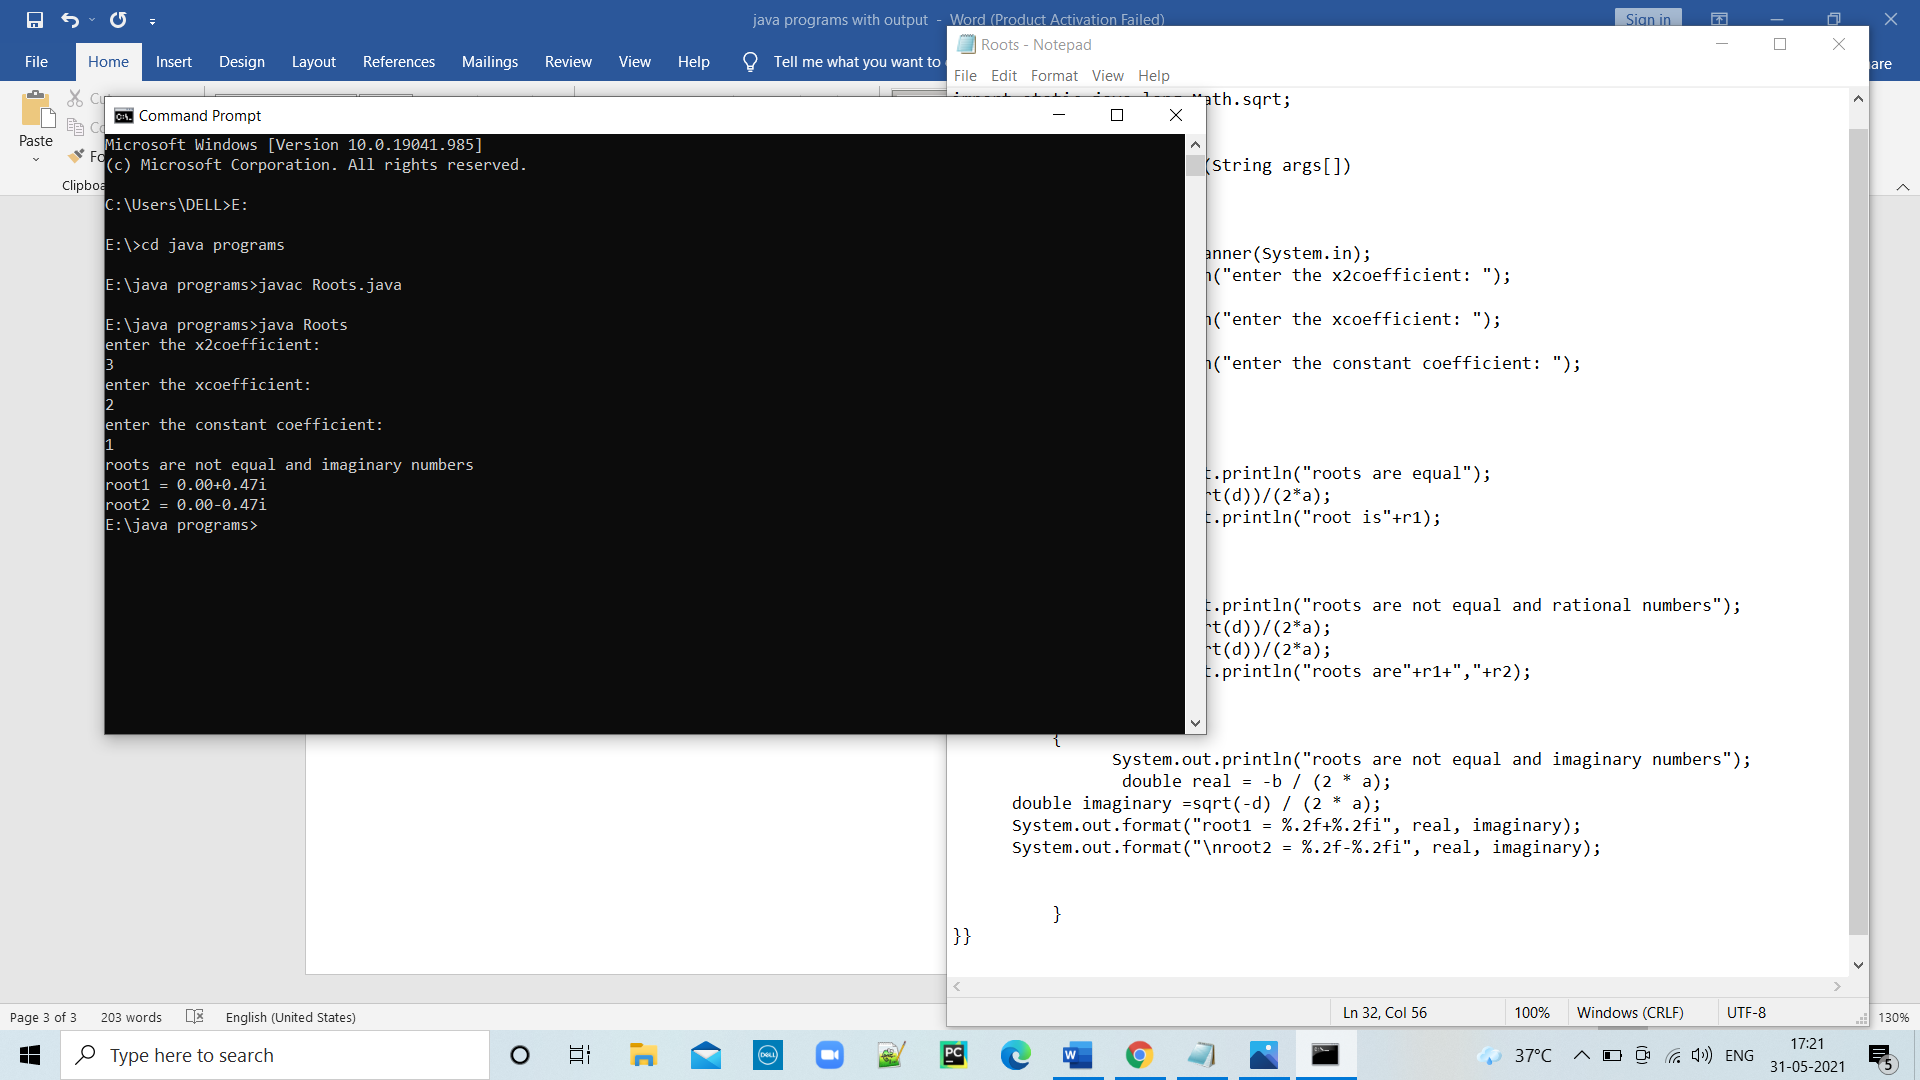 java programs with output - Word (Product Activation Failed)
Sign in
File Home Insert Design Layout References Mailings Review View Help Tell me what you want to
are
Paste
Clipboa
Roots - Notepad
File Edit Format View Help
import static java.lang.Math.sqrt;
(String args[])
anner(System.in);
n("enter the x2coefficient: ");
n("enter the xcoefficient: ");
n("enter the constant coefficient: ");
t.println("roots are equal");
rt(d))/(2*a);
t.println("root is"+r1);
t.println("roots are not equal and rational numbers");
rt(d))/(2*a);
rt(d))/(2*a);
t.println("roots are"+r1+","+r2);
{
System.out.println("roots are not equal and imaginary numbers");
double real = -b / (2 * a);
double imaginary =sqrt(-d) / (2 * a);
System.out.format("root1 = %.2f+%.2fi", real, imaginary);
System.out.format("\nroot2 = %.2f-%.2fi", real, imaginary);
}
}}
Ln 32, Col 56 100% Windows (CRLF) UTF-8
Command Prompt
Microsoft Windows [Version 10.0.19041.985]
(c) Microsoft Corporation. All rights reserved.
C:\Users\DELL>E:
E:\>cd java programs
E:\java programs>javac Roots.java
E:\java programs>java Roots
enter the x2coefficient:
3
enter the xcoefficient:
2
enter the constant coefficient:
1
roots are not equal and imaginary numbers
root1 = 0.00+0.47i
root2 = 0.00-0.47i
E:\java programs>
Page 3 of 3 203 words English (United States) 130%
Type here to search
37°C ENG 17:21
31-05-2021
5